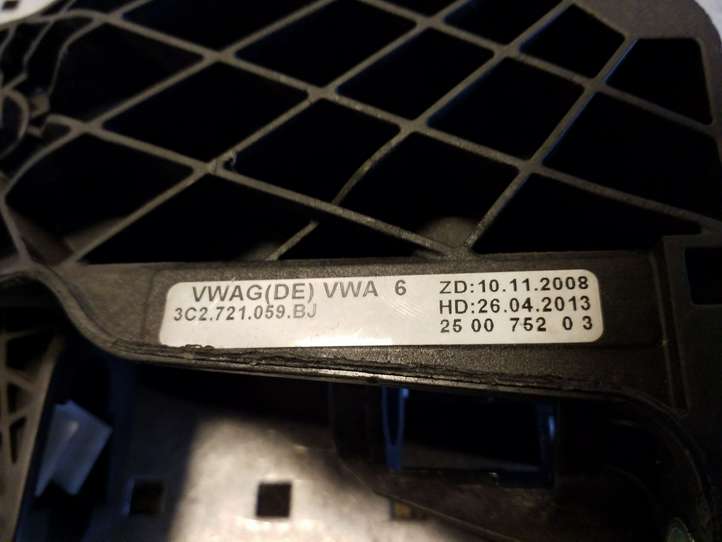 VWAG(DE) VWA 6
3C2.721.059.BJ
ZD:10.11.2008
HD:26.04.2013
25 00 752 0 3